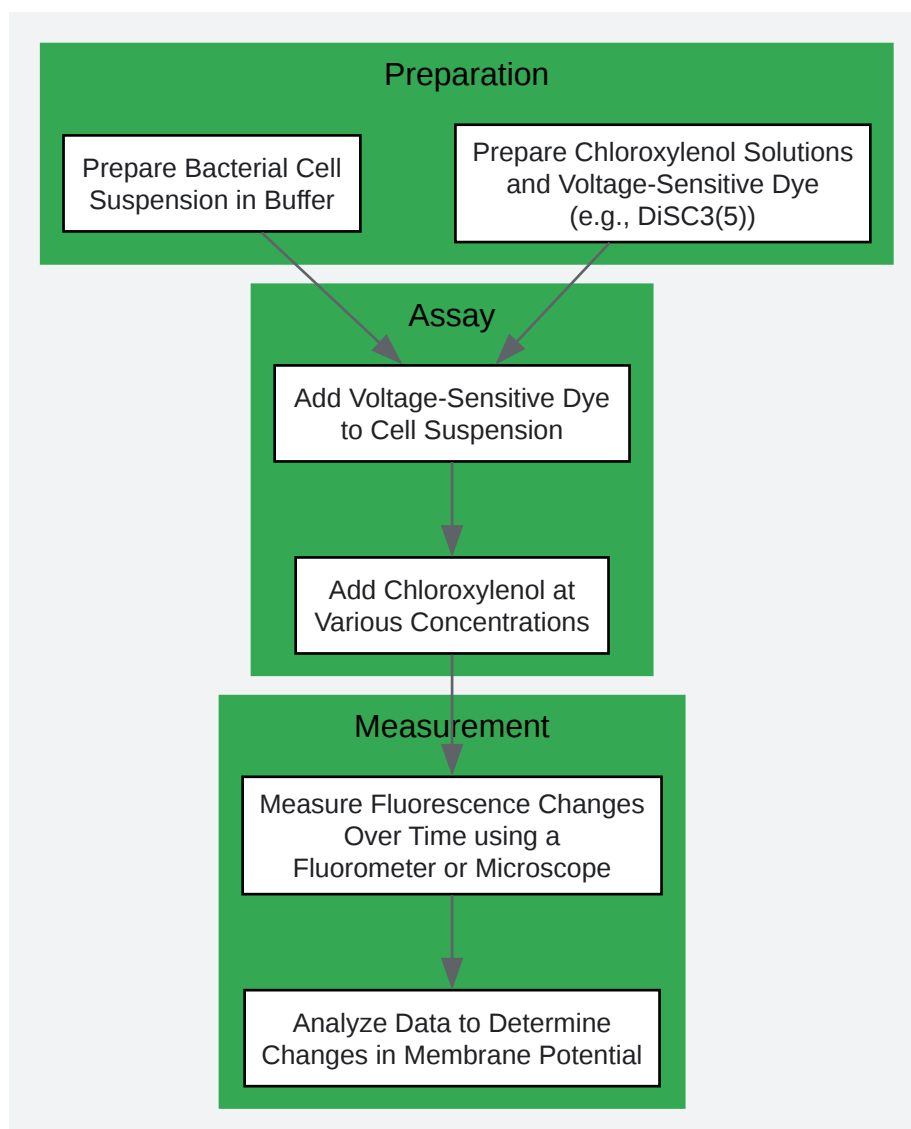 Preparation
Prepare Bacterial Cell
Suspension in Buffer
Prepare Chloroxylenol Solutions
and Voltage-Sensitive Dye
(e.g., DiSC3(5))
Assay
Add Voltage-Sensitive Dye
to Cell Suspension
Add Chloroxylenol at
Various Concentrations
Measurement
Measure Fluorescence Changes
Over Time using a
Fluorometer or Microscope
Analyze Data to Determine
Changes in Membrane Potential